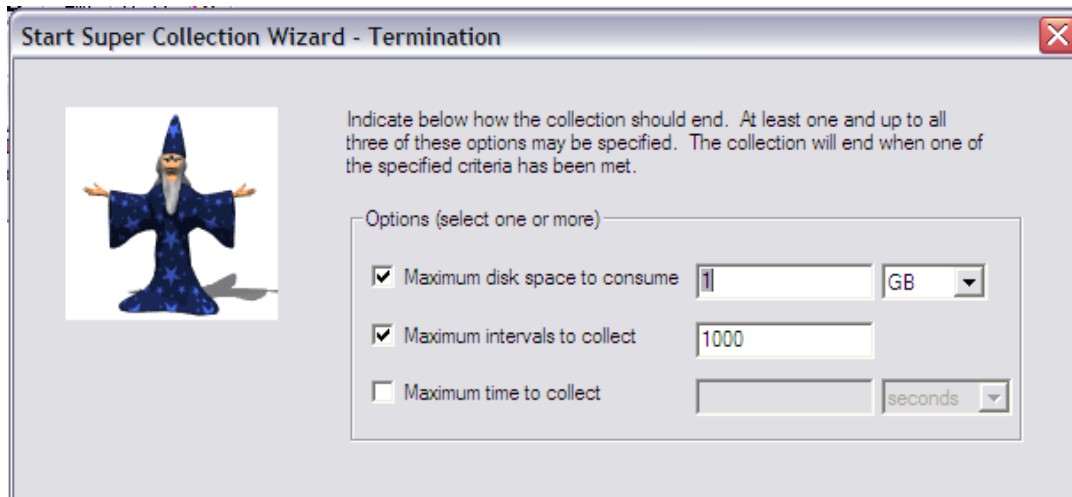 Start Super Collection Wizard - Termination
Indicate below how the collection should end. At least one and up to all
three of these options may be specified. The collection will end when one of
the specified criteria has been met.
Options (select one or more)
Maximum disk space to consume 1 GB
Maximum intervals to collect 1000
Maximum time to collect seconds